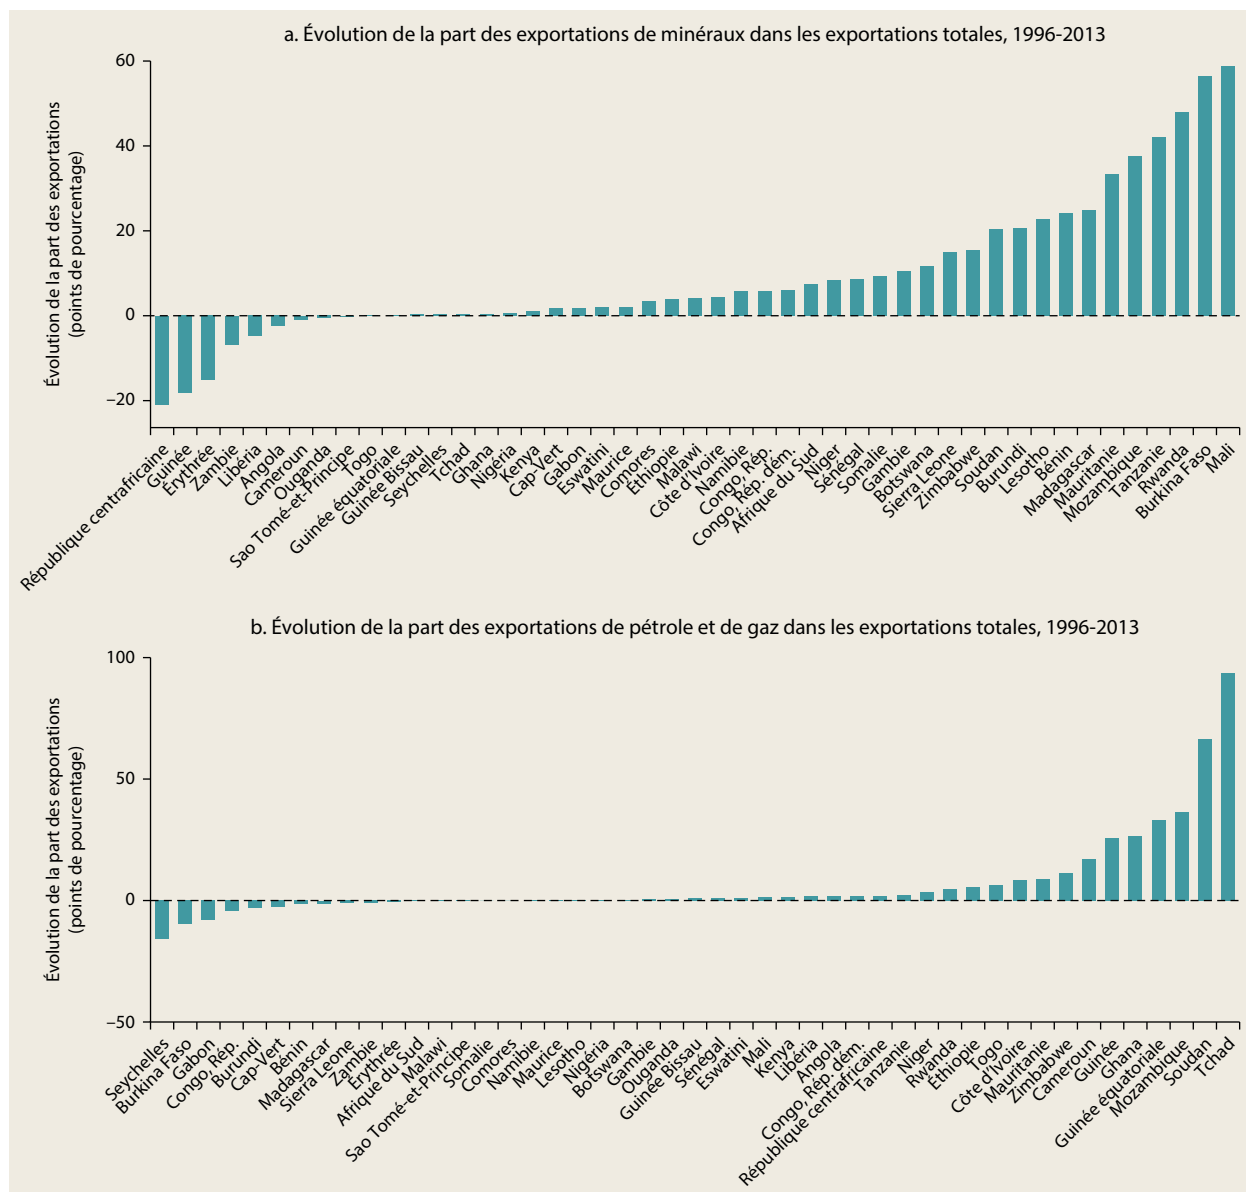 a. Évolution de la part des exportations de minéraux dans les exportations totales, 1996-2013
Évolution de la part des exportations
(points de pourcentage)
60
40
20
0
–20
République centrafricaine
Guinée
Érythrée
Zambie
Libéria
Angola
Cameroun
Ouganda
Sao Tomé-et-Principe
Togo
Guinée équatoriale
Guinée Bissau
Seychelles
Tchad
Ghana
Nigéria
Kenya
Cap-Vert
Gabon
Eswatini
Maurice
Comores
Ethiopie
Malawi
Côte d'Ivoire
Namibie
Congo, Rép.
Congo, Rép. dém.
Afrique du Sud
Niger
Sénégal
Somalie
Gambie
Botswana
Sierra Leone
Zimbabwe
Soudan
Burundi
Lesotho
Bénin
Madagascar
Mauritanie
Mozambique
Tanzanie
Rwanda
Burkina Faso
Mali
b. Évolution de la part des exportations de pétrole et de gaz dans les exportations totales, 1996-2013
Évolution de la part des exportations
(points de pourcentage)
100
50
0
–50
Seychelles
Burkina Faso
Gabon
Congo, Rép.
Burundi
Cap-Vert
Bénin
Madagascar
Sierra Leone
Zambie
Erythrée
Afrique du Sud
Malawi
Sao Tomé-et-Principe
Somalie
Comores
Namibie
Maurice
Lesotho
Nigéria
Botswana
Gambie
Ouganda
Guinée Bissau
Sénégal
Eswatini
Mali
Kenya
Libéria
Angola
Congo, Rép. dém.
République centrafricaine
Tanzanie
Niger
Rwanda
Ethiopie
Togo
Côte d'Ivoire
Mauritanie
Zimbabwe
Cameroun
Guinée
Ghana
Guinée équatoriale
Mozambique
Soudan
Tchad